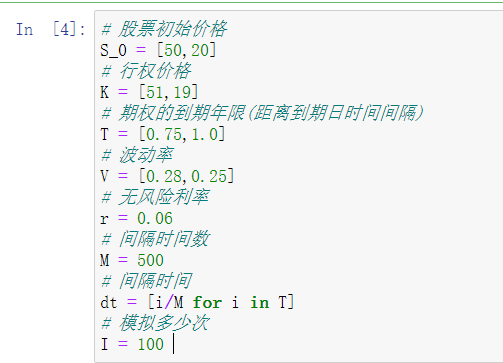 In [4]: # 股票初始价格
S_0 = [50,20]
# 行权价格
K = [51,19]
# 期权的到期年限(距离到期日时间间隔)
T = [0.75,1.0]
# 波动率
V = [0.28,0.25]
# 无风险利率
r = 0.06
# 间隔时间数
M = 500
# 间隔时间
dt = [i/M for i in T]
# 模拟多少次
I = 100